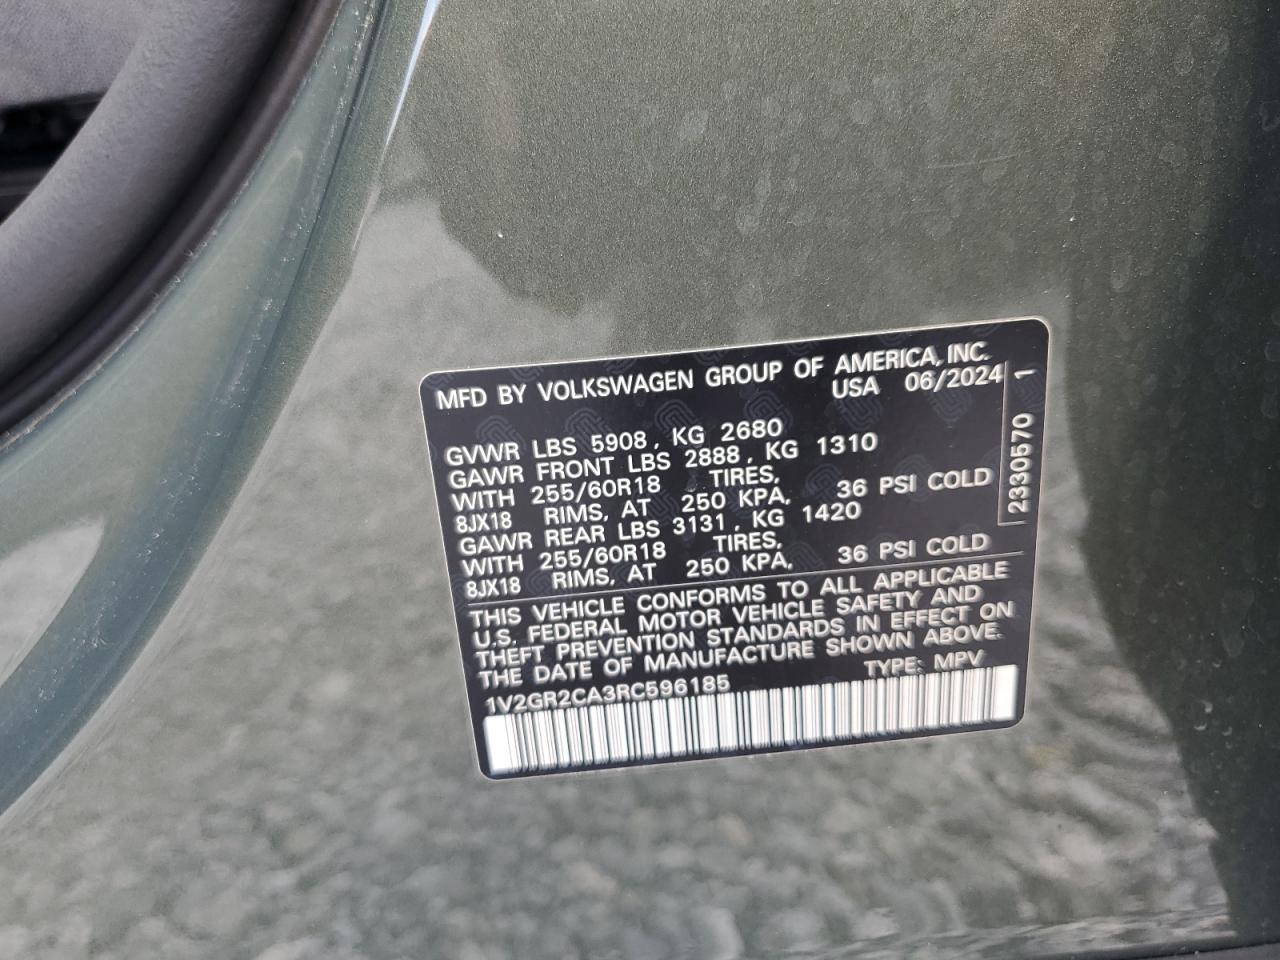 MFD BY VOLKSWAGEN GROUP OF AMERICA, INC.
USA 06/2024
GVWR LBS 5908, KG 2680
GAWR FRONT LBS 2888, KG 1310
WITH 255/60R18 TIRES,
8JX18 RIMS, AT 250 KPA, 36 PSI COLD
GAWR REAR LBS 3131, KG 1420
WITH 255/60R18 TIRES,
8JX18 RIMS, AT 250 KPA, 36 PSI COLD
THIS VEHICLE CONFORMS TO ALL APPLICABLE
U.S. FEDERAL MOTOR VEHICLE SAFETY AND
THEFT PREVENTION STANDARDS IN EFFECT ON
THE DATE OF MANUFACTURE SHOWN ABOVE.
1V2GR2CA3RC596185 TYPE: MPV
2330570 1